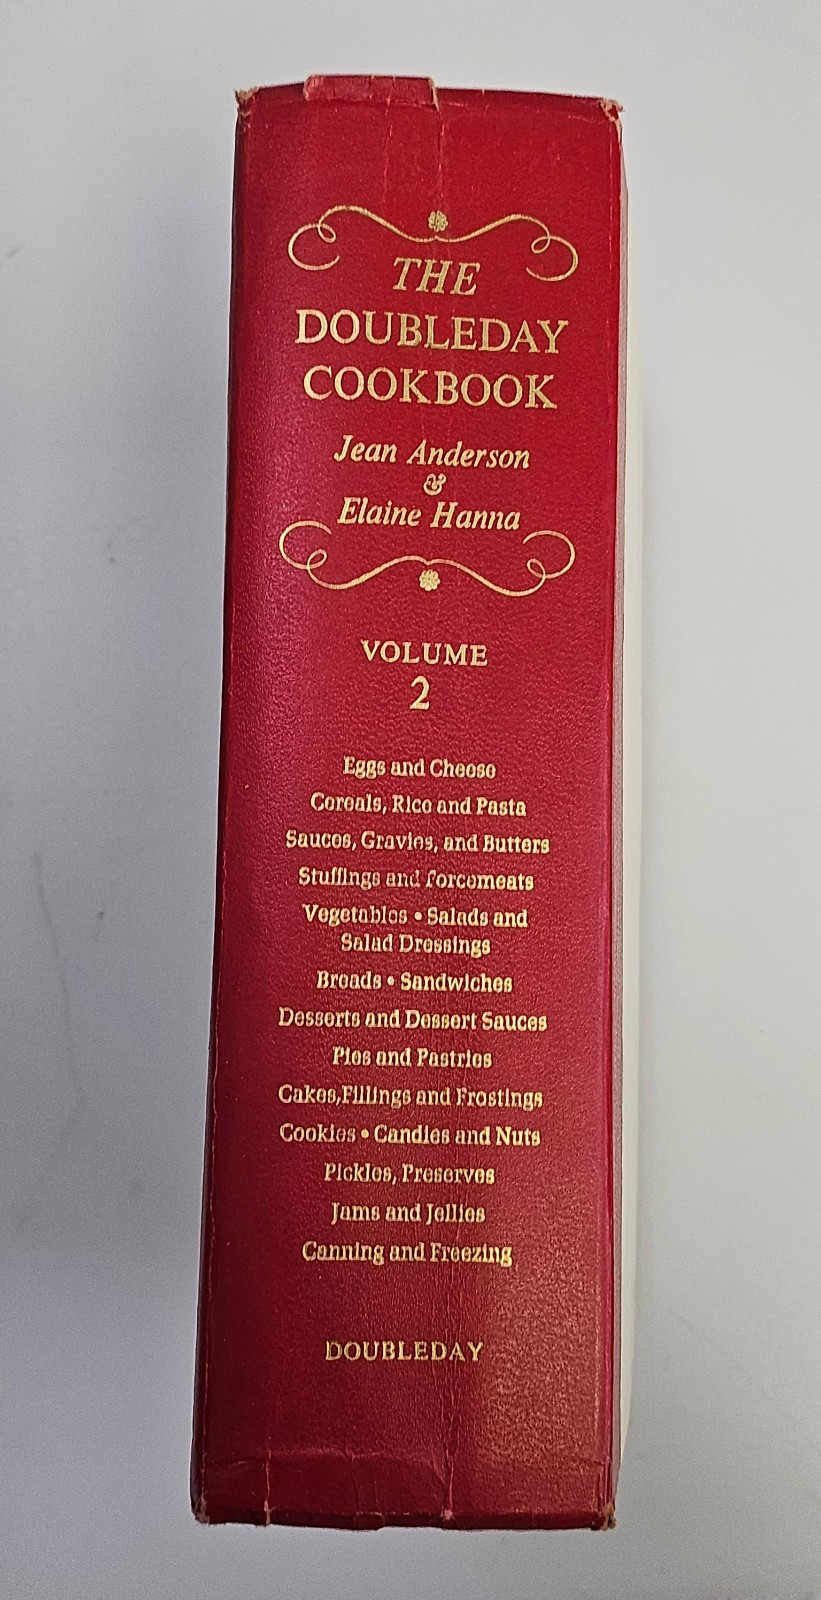 THE
DOUBLEDAY
COOKBOOK
Jean Anderson
&
Elaine Hanna
VOLUME
2
Eggs and Cheese
Cereals, Rice and Pasta
Sauces, Gravies, and Butters
Stuffings and Forcemeats
Vegetables • Salads and
Salad Dressings
Breads • Sandwiches
Desserts and Dessert Sauces
Pies and Pastries
Cakes,Fillings and Frostings
Cookies • Candies and Nuts
Pickles, Preserves
Jams and Jellies
Canning and Freezing
DOUBLEDAY